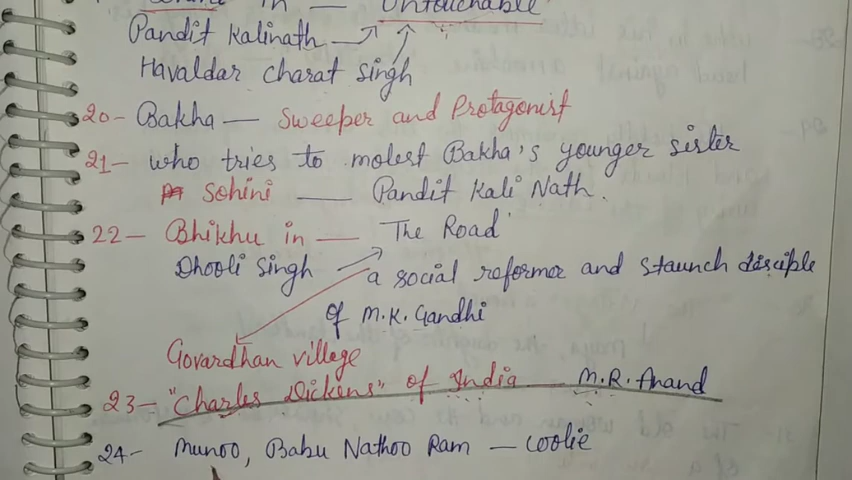 in — Untouchable
Pandit Kalinath
Havaldar Charat Singh
20- Bakha — Sweeper and Protagonist
21- who tries to molest Bakha's younger sister
Sohini — Pandit Kali Nath.
22- Bhikhu in — The Road
Dhooli Singh a social reformer and staunch disciple
of M.K. Gandhi
Govardhan village
23- "Charles Dickens" of India — M.R. Anand
24- Munoo, Babu Nathoo Ram — Coolie